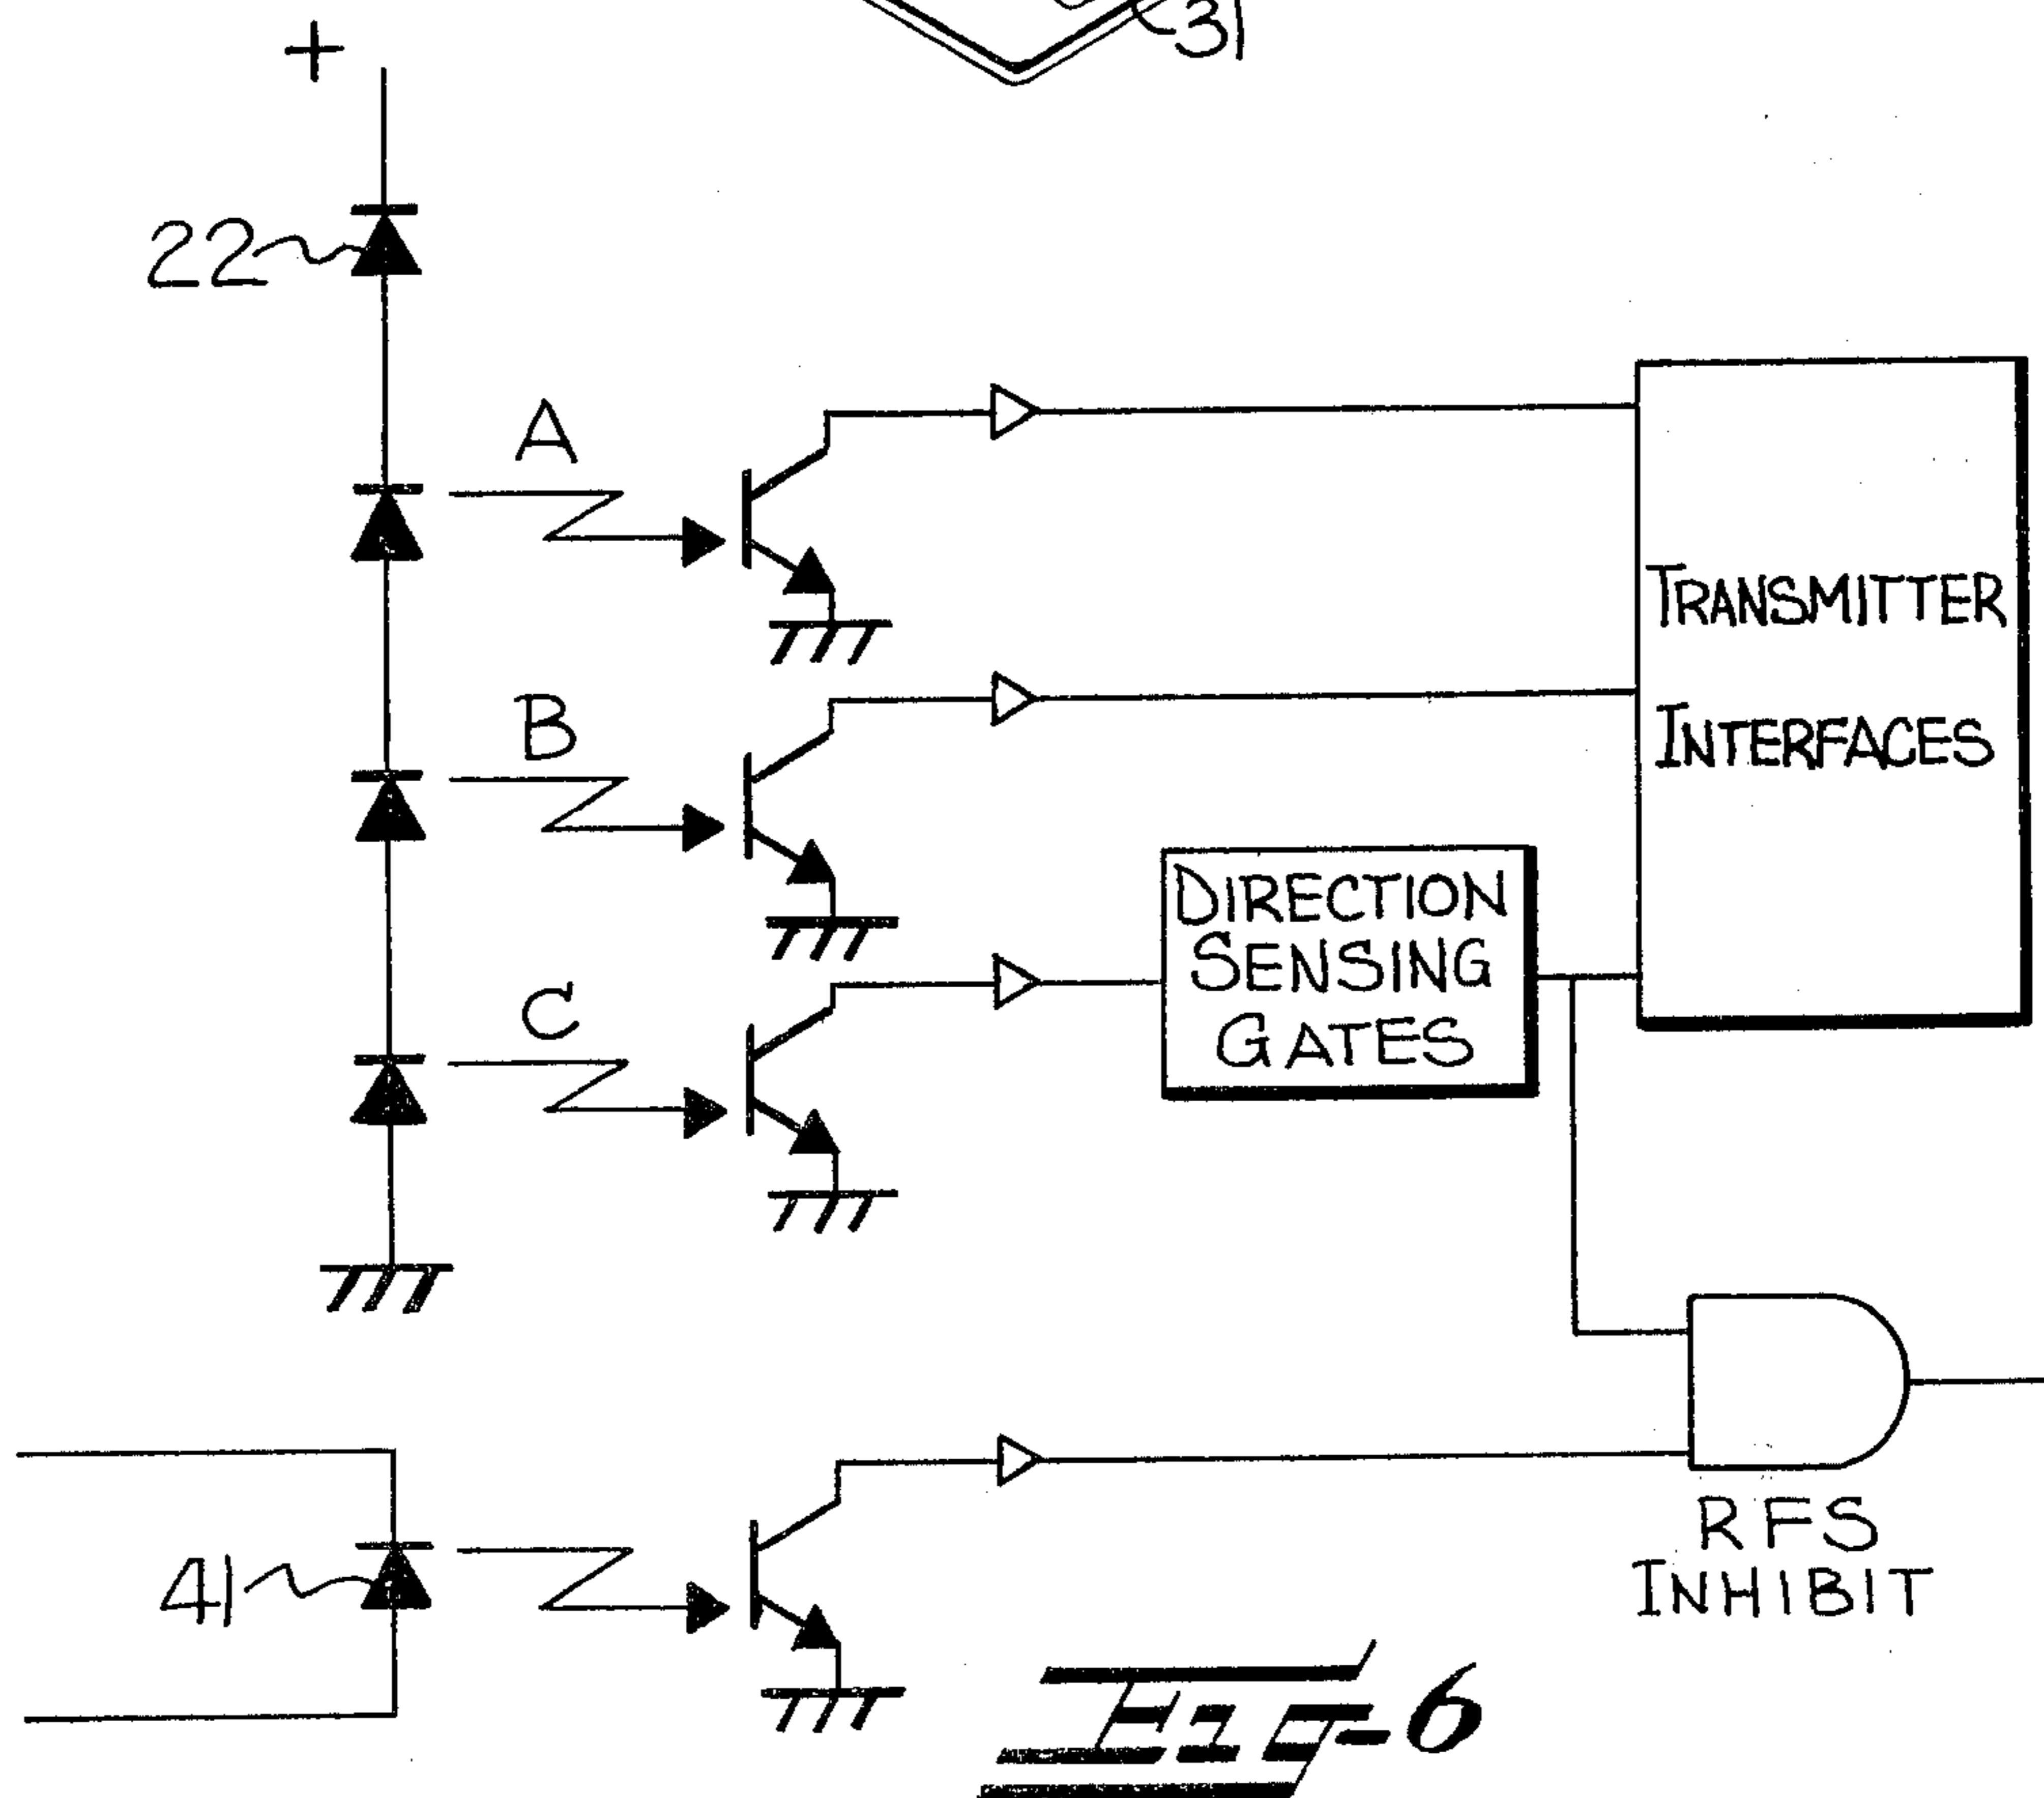 31
+
22
A
TRANSMITTER
INTERFACES
B
DIRECTION
SENSING
GATES
C
RFS
INHIBIT
41
FIG-6